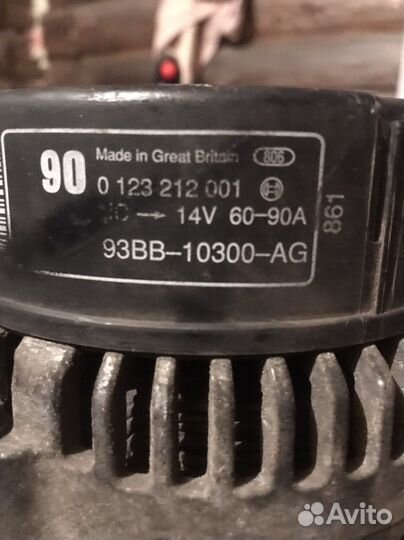 Made in Great Britain 806
90 0 123 212 001
14V 60-90A
93BB-10300-AG
861
Avito